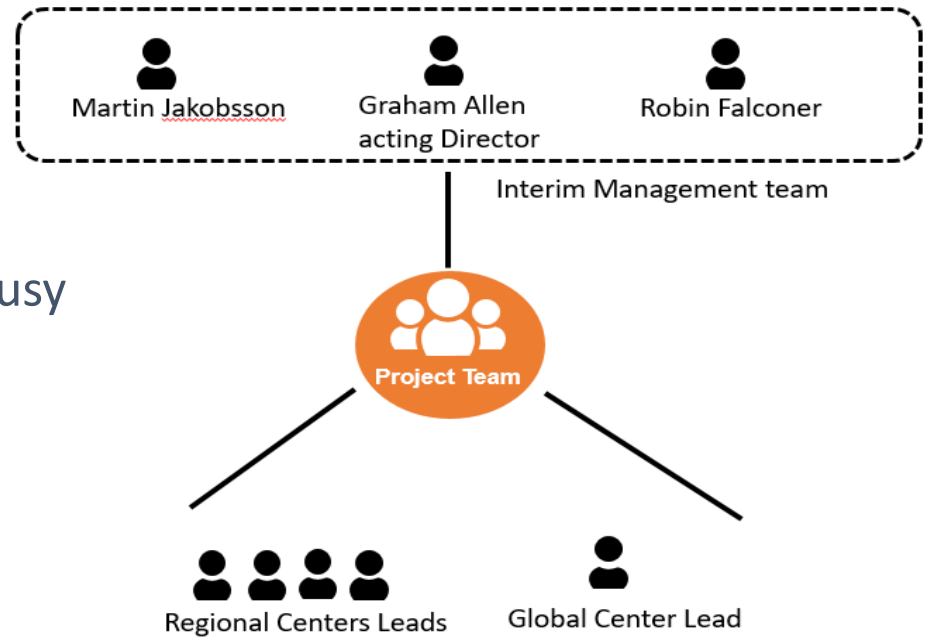 Martin Jakobsson
Graham Allen
acting Director
Robin Falconer
Interim Management team
usy
Project Team
Regional Centers Leads
Global Center Lead